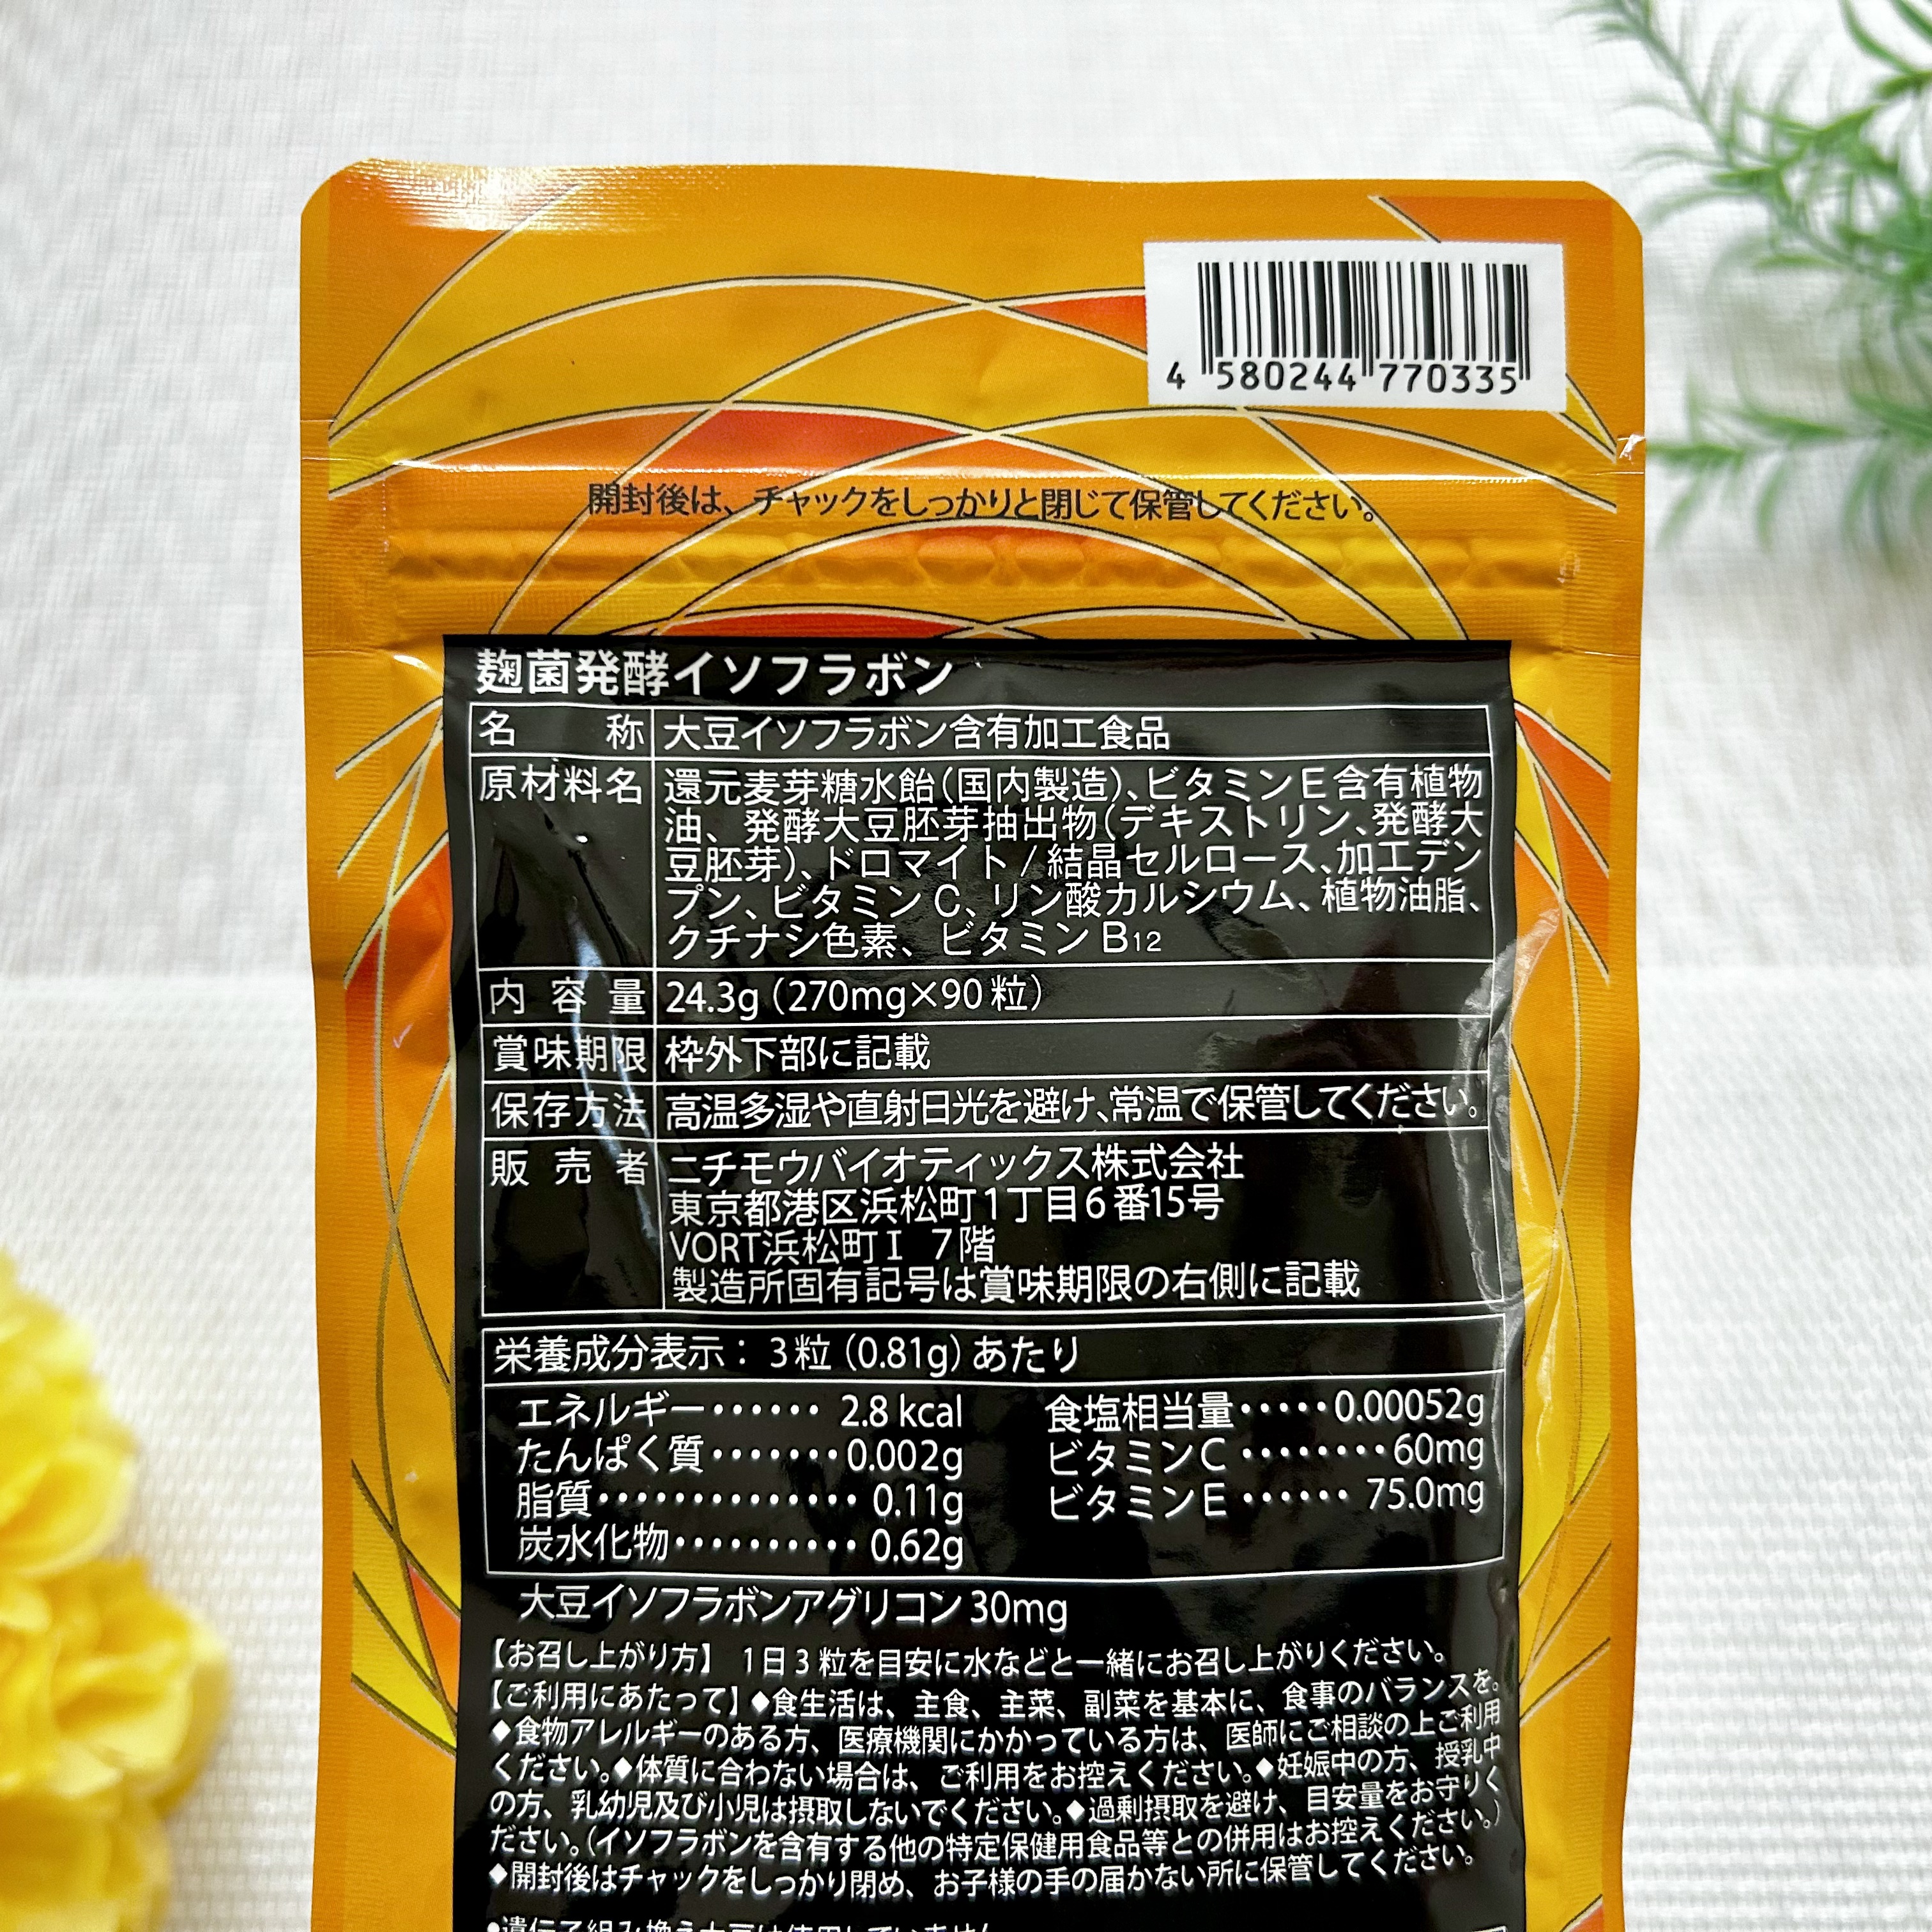 4 580244 770335
開封後は、チャックをしっかりと閉じて保管してください。
麹菌発酵イソフラボン
名称 大豆イソフラボン含有加工食品
原材料名 還元麦芽糖水飴(国内製造)、ビタミンE含有植物
油、発酵大豆胚芽抽出物(デキストリン、発酵大
豆胚芽)、ドロマイト/結晶セルロース、加工デン
プン、ビタミンC、リン酸カルシウム、植物油脂、
クチナシ色素、ビタミンB12
内容量 24.3g(270mg×90粒)
賞味期限 枠外下部に記載
保存方法 高温多湿や直射日光を避け、常温で保管してください。
販売者 ニチモウバイオティックス株式会社
東京都港区浜松町1丁目6番15号
VORT浜松町Ⅰ 7階
製造所固有記号は賞味期限の右側に記載
栄養成分表示:3粒(0.81g)あたり
エネルギー‥‥‥ 2.8kcal 食塩相当量‥‥‥0.00052g
たんぱく質‥‥‥‥0.002g ビタミンC‥‥‥‥60mg
脂質‥‥‥‥‥‥‥ 0.11g ビタミンE‥‥‥ 75.0mg
炭水化物‥‥‥‥‥ 0.62g
大豆イソフラボンアグリコン30mg
【お召し上がり方】 1日3粒を目安に水などと一緒にお召し上がりください。
【ご利用にあたって】◆食生活は、主食、主菜、副菜を基本に、食事のバランスを。
◆食物アレルギーのある方、医療機関にかかっている方は、医師にご相談の上ご利用
ください。◆体質に合わない場合は、ご利用をお控えください。◆妊娠中の方、授乳中
の方、乳幼児及び小児は摂取しないでください。◆過剰摂取を避け、目安量をお守りく
ださい。(イソフラボンを含有する他の特定保健用食品等との併用はお控えください。)
◆開封後はチャックをしっかり閉め、お子様の手の届かない所に保管してください。
●遺伝子組み換え大豆は使用していません